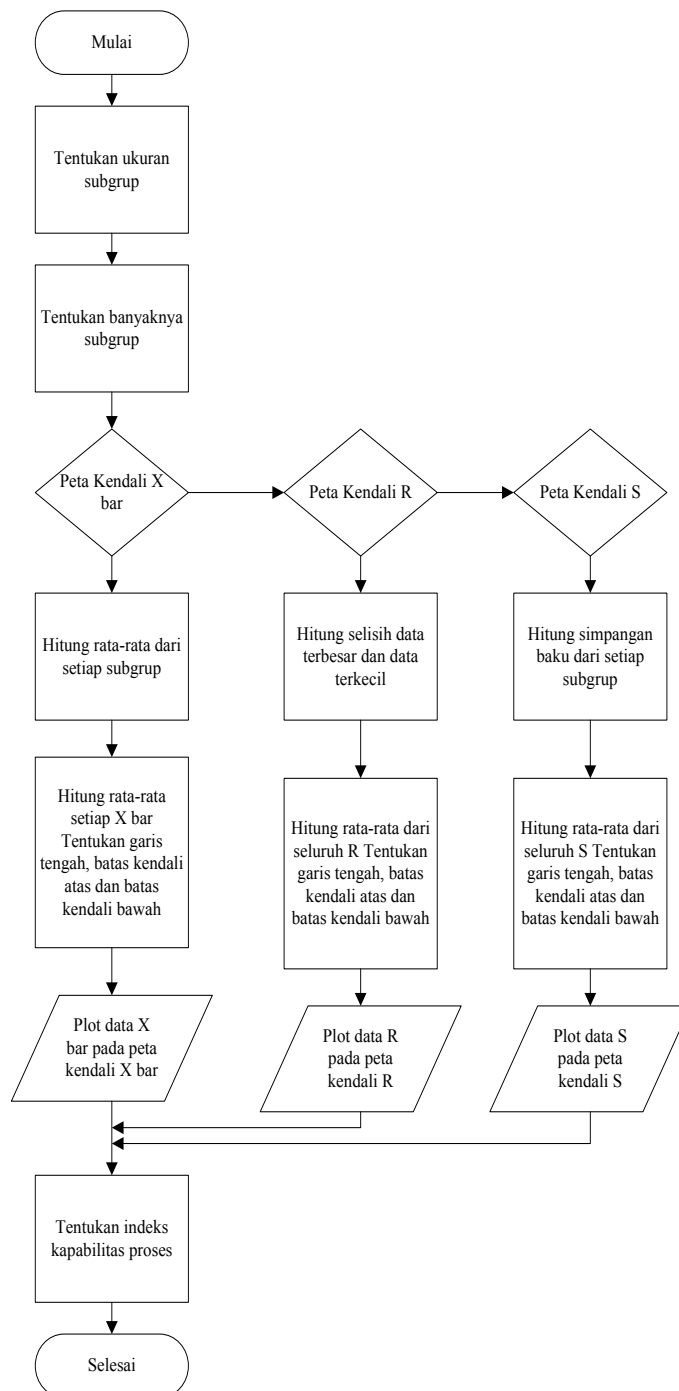 Mulai
Tentukan ukuran
subgrup
Tentukan banyaknya
subgrup
Peta Kendali X
bar
Peta Kendali R
Peta Kendali S
Hitung rata-rata dari
setiap subgrup
Hitung selisih data
terbesar dan data
terkecil
Hitung simpangan
baku dari setiap
subgrup
Hitung rata-rata
setiap X bar
Tentukan garis
tengah, batas kendali
atas dan batas
kendali bawah
Hitung rata-rata dari
seluruh R Tentukan
garis tengah, batas
kendali atas dan
batas kendali bawah
Hitung rata-rata dari
seluruh S Tentukan
garis tengah, batas
kendali atas dan
batas kendali bawah
Plot data X
bar pada peta
kendali X bar
Plot data R
pada peta
kendali R
Plot data S
pada peta
kendali S
Tentukan indeks
kapabilitas proses
Selesai